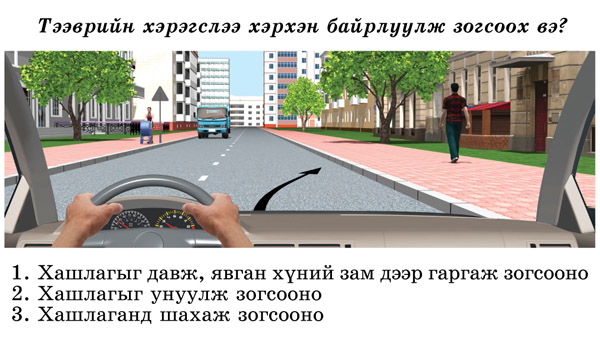 Тээврийн хэрэгслээ хэрхэн байрлуулж зогсоох вэ?
1. Хашлагыг давж, явган хүний зам дээр гаргаж зогсооно
2. Хашлагыг унуулж зогсооно
3. Хашлаганд шахаж зогсооно